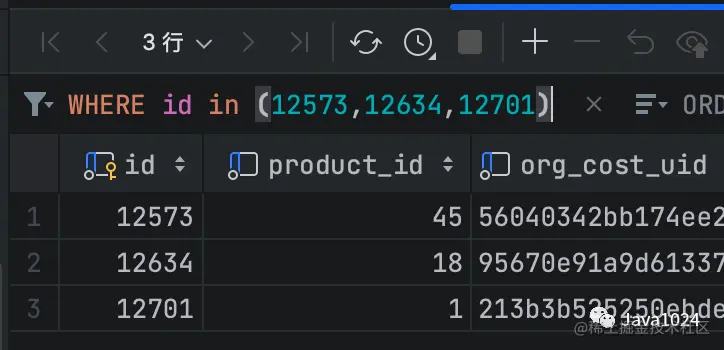 3 行
WHERE id in (12573,12634,12701) × ORD
id product_id org_cost_uid
1 12573 45 56040342bb174ee2
2 12634 18 95670e91a9d61337
3 12701 1 213b3b525250ebde
Java1024
@稀土掘金技术社区